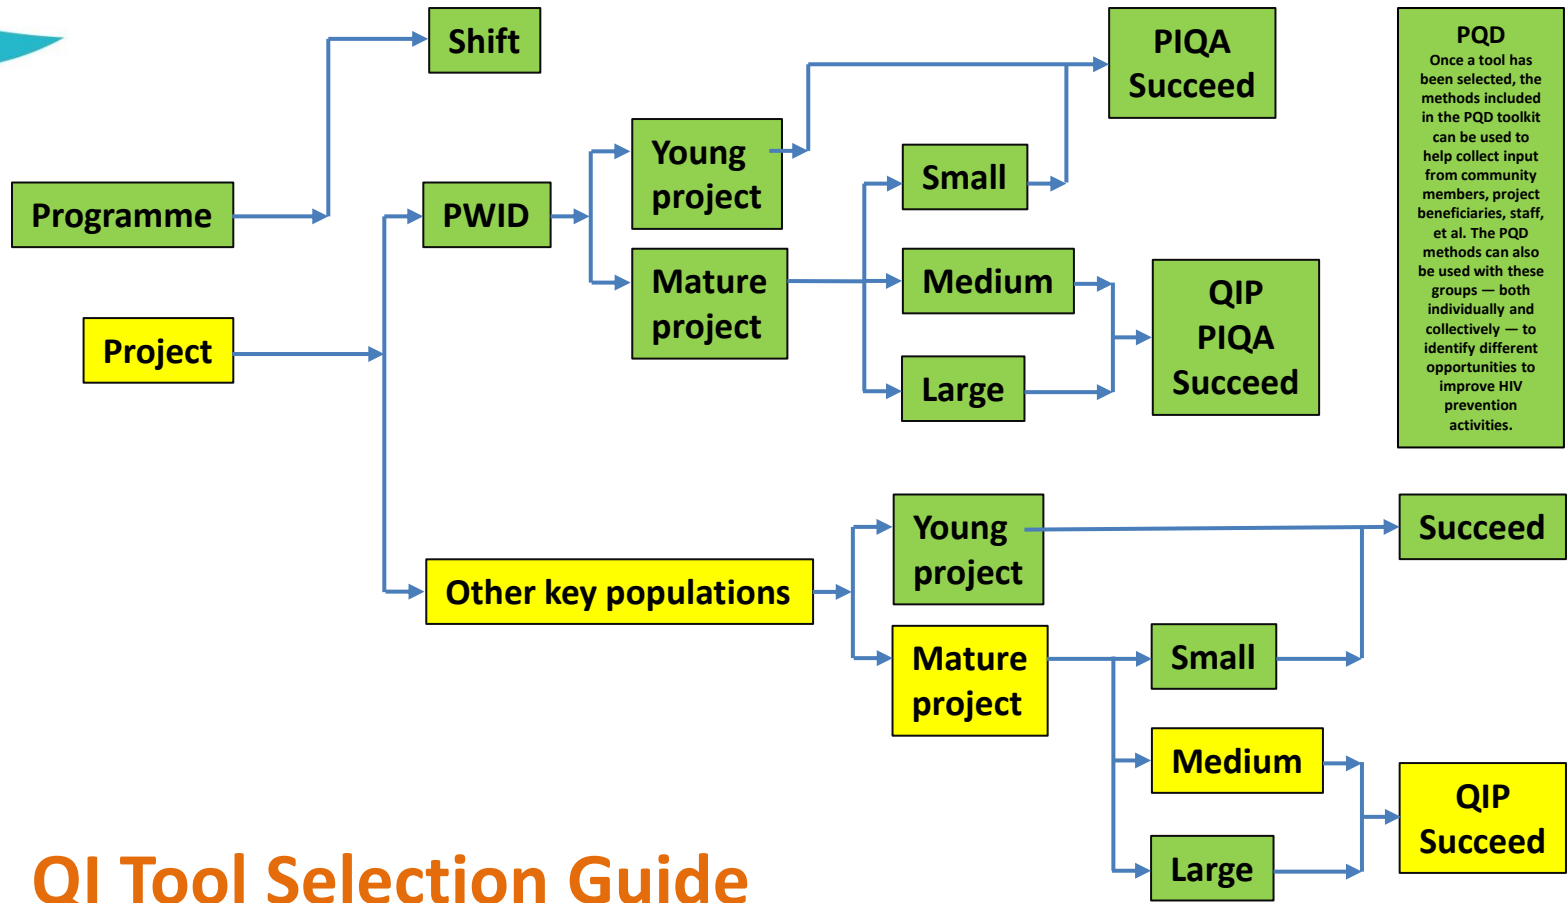 Shift
PIQA
Succeed
PQD
Once a tool has
been selected, the
methods included
in the PQD toolkit
can be used to
help collect input
from community
members, project
beneficiaries, staff,
et al. The PQD
methods can also
be used with these
groups — both
individually and
collectively — to
identify different
opportunities to
improve HIV
prevention
activities.
Programme
PWID
Young
project
Small
Project
Mature
project
Medium
Large
QIP
PIQA
Succeed
Other key populations
Young
project
Succeed
Mature
project
Small
Medium
Large
QIP
Succeed
QI Tool Selection Guide